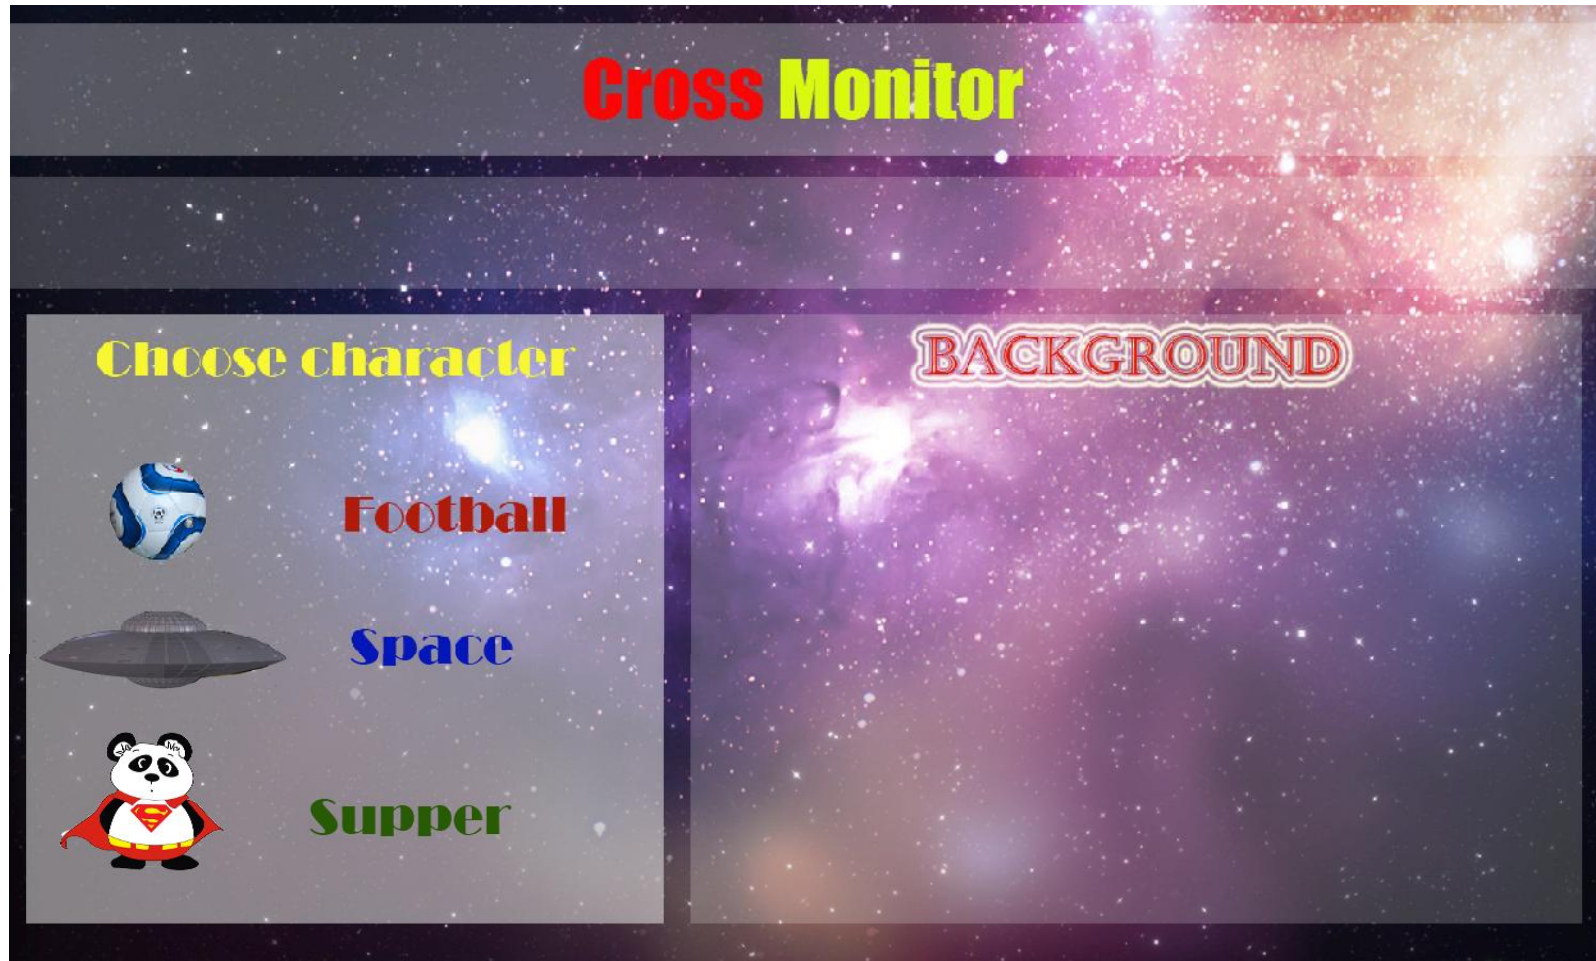 Cross Monitor
Choose character
BACKGROUND
Football
Space
Supper